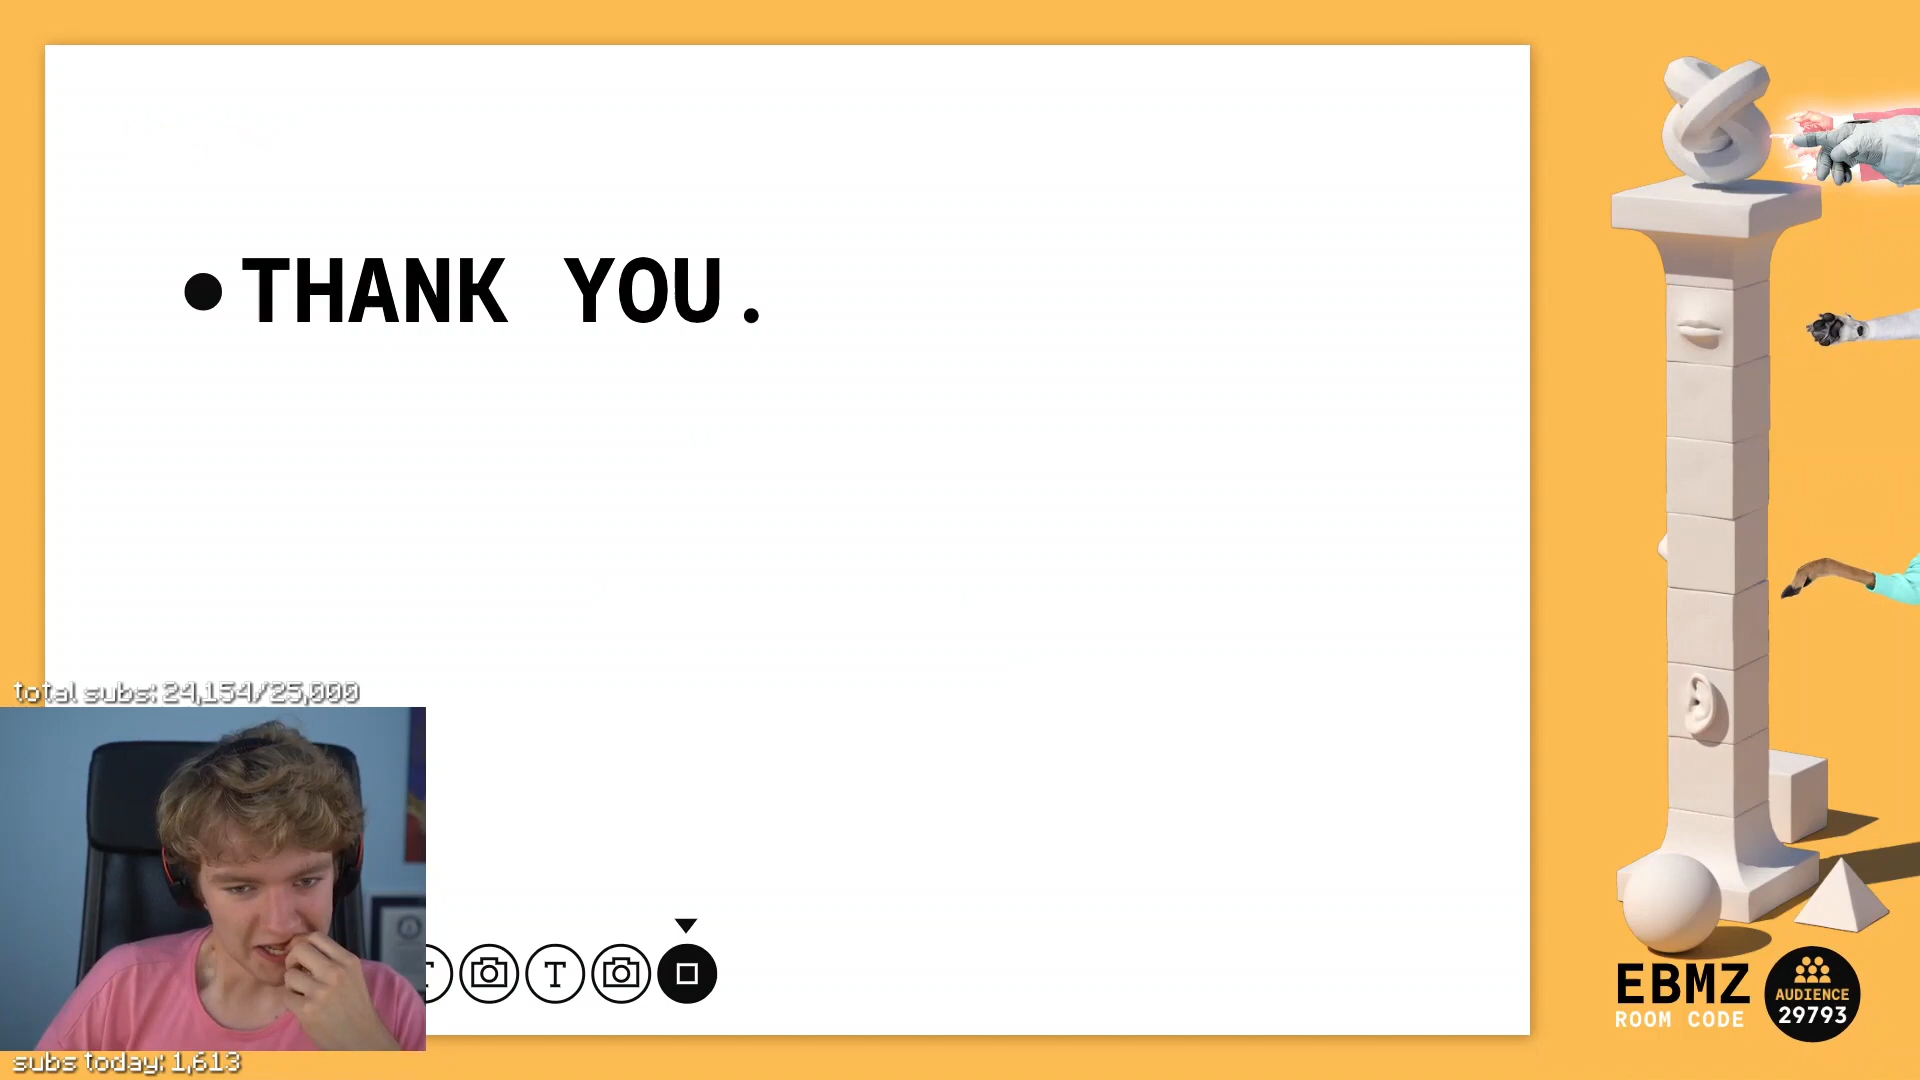 ●THANK YOU.
total subs: 24,154/25,000
T
EBMZ
ROOM CODE
AUDIENCE
29793
subs today: 1,613